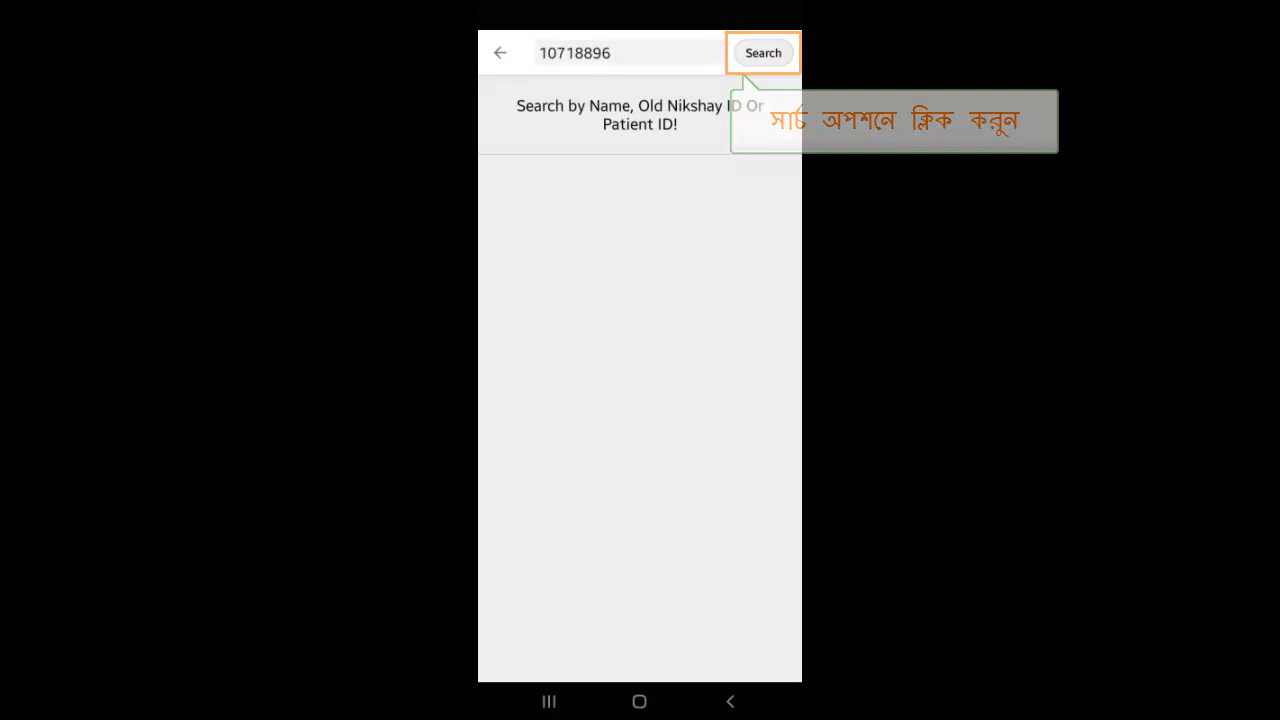 10718896
Search
Search by Name, Old Nikshay ID Or
Patient ID!
সার্চ অপশনে ক্লিক করুন